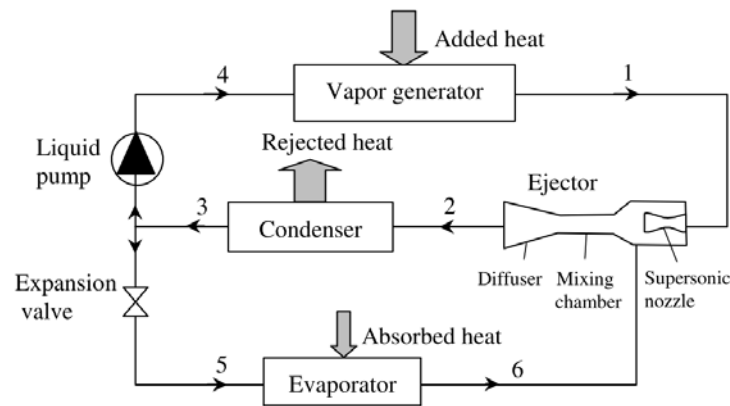 Added heat
4
1
Vapor generator
Rejected heat
Liquid
pump
Ejector
3
2
Condenser
Diffuser
Mixing
chamber
Supersonic
nozzle
Expansion
valve
Absorbed heat
5
Evaporator
6